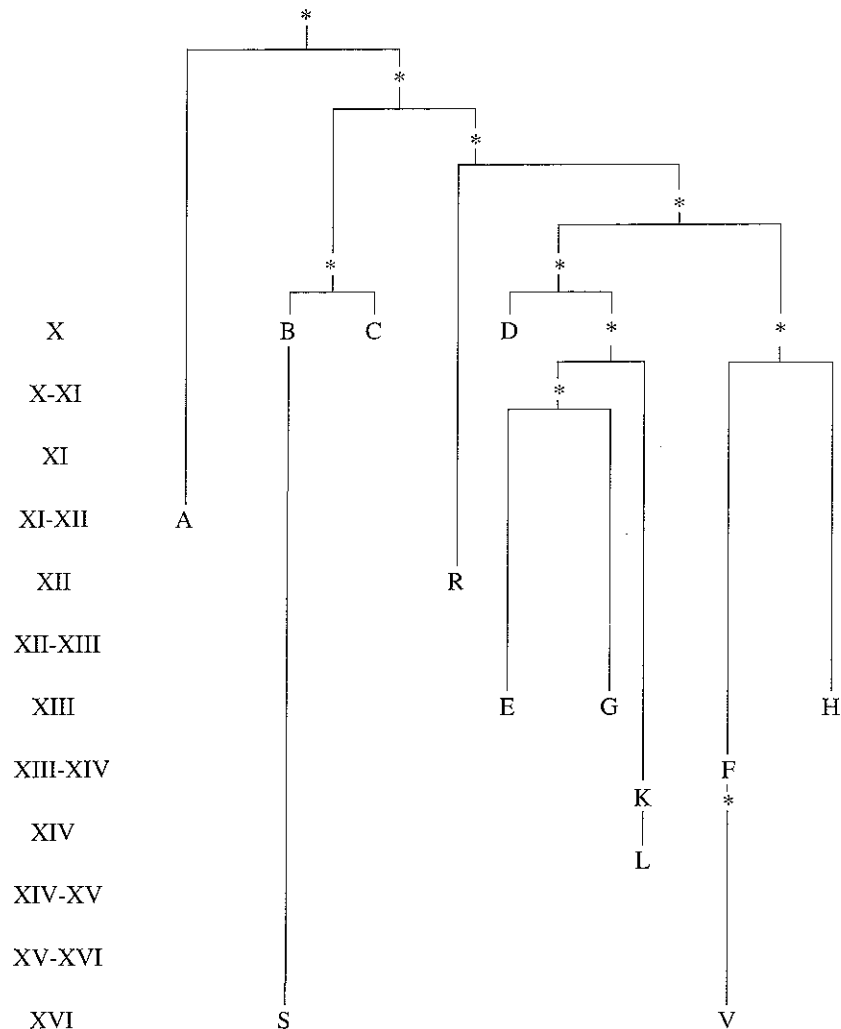 *
*
*
*
* *
X B C D * *
X-XI *
XI
XI-XII A
XII R
XII-XIII
XIII E G H
XIII-XIV F
K *
XIV
L
XIV-XV
XV-XVI
XVI S V